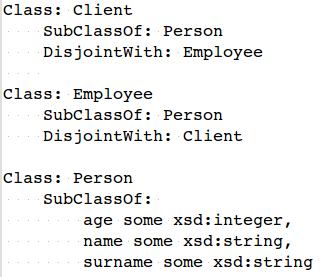 Class: Client
SubClassOf: Person
DisjointWith: Employee
Class: Employee
SubClassOf: Person
DisjointWith: Client
Class: Person
SubClassOf:
age some xsd:integer,
name some xsd:string,
surname some xsd:string